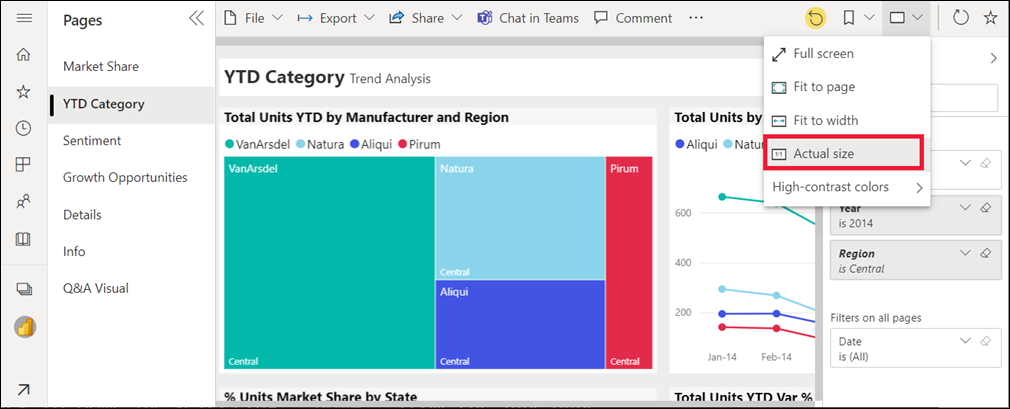 Pages
Market Share
YTD Category
Sentiment
Growth Opportunities
Details
Info
Q&A Visual
File
Export
Share
Chat in Teams
Comment
...
Full screen
Fit to page
Fit to width
1:1 Actual size
High-contrast colors
YTD Category Trend Analysis
Total Units YTD by Manufacturer and Region
VanArsdel Natura Aliqui Pirum
VanArsdel
Central
Natura
Central
Aliqui
Central
Pirum
Central
Total Units by
Aliqui Natu
600
400
200
Jan-14 Feb-14
% Units Market Share by State
Total Units YTD Var %
Year
is 2014
Region
is Central
Filters on all pages
Date
is (All)